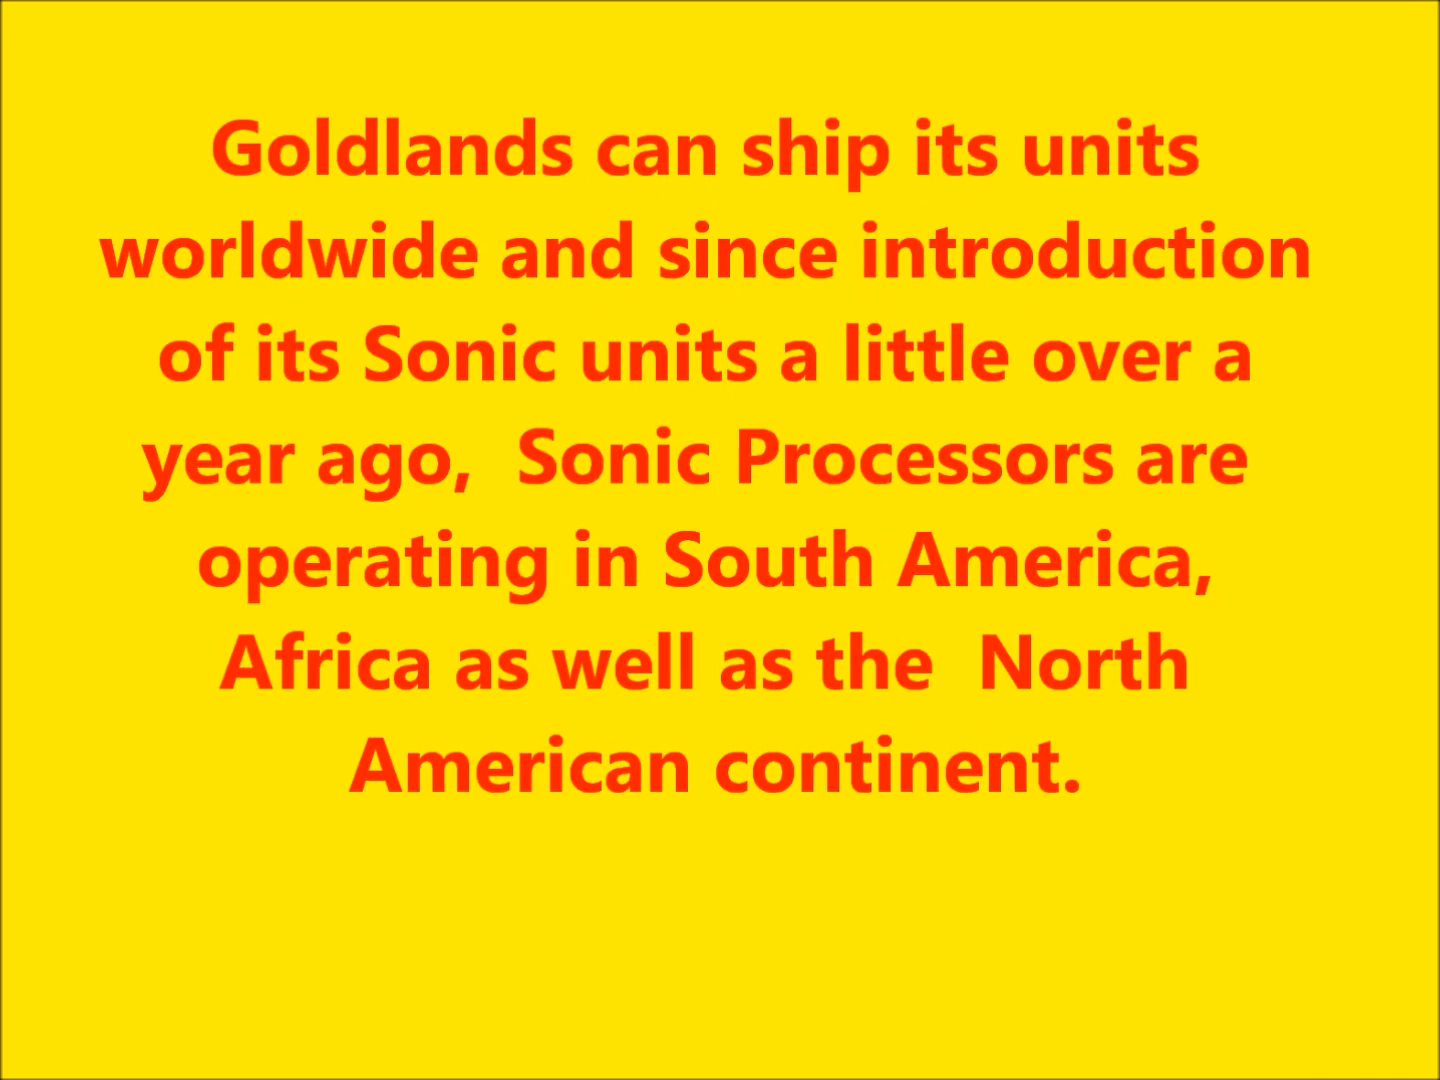 Goldlands can ship its units
worldwide and since introduction
of its Sonic units a little over a
year ago,  Sonic Processors are
operating in South America,
Africa as well as the  North
American continent.